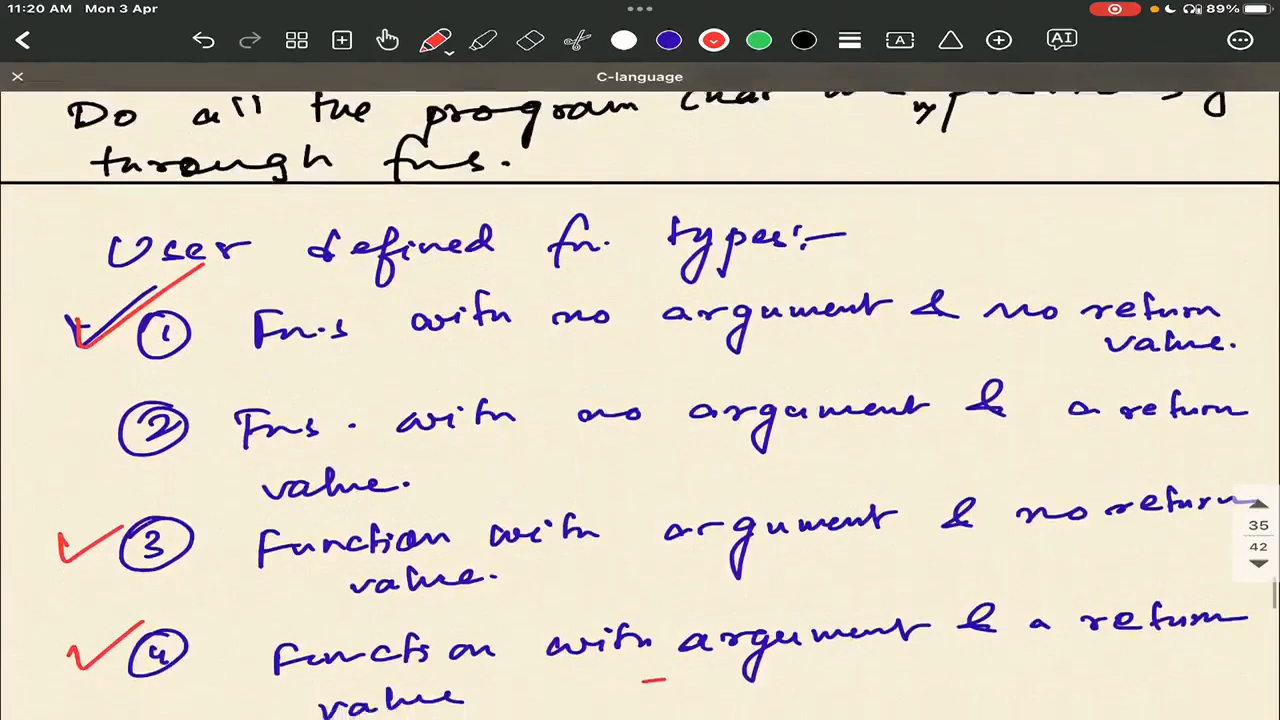 11:20 AM Mon 3 Apr
89%
A
AI
C-language
Do all the program that
through fns.
User defined fn. types:-
1 Fn.s with no argument & no return
value.
2 Fns. with no argument & a return
value.
3 Function with argument & no return
value.
4 Function with argument & a return
value
35
42